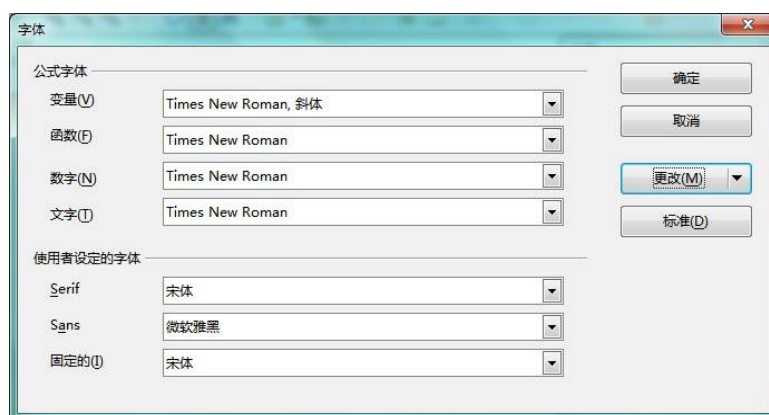 字体
公式字体
变量(V) Times New Roman, 斜体
函数(F) Times New Roman
数字(N) Times New Roman
文字(T) Times New Roman
使用者设定的字体
Serif 宋体
Sans 微软雅黑
固定的(I) 宋体
确定
取消
更改(M)
标准(D)